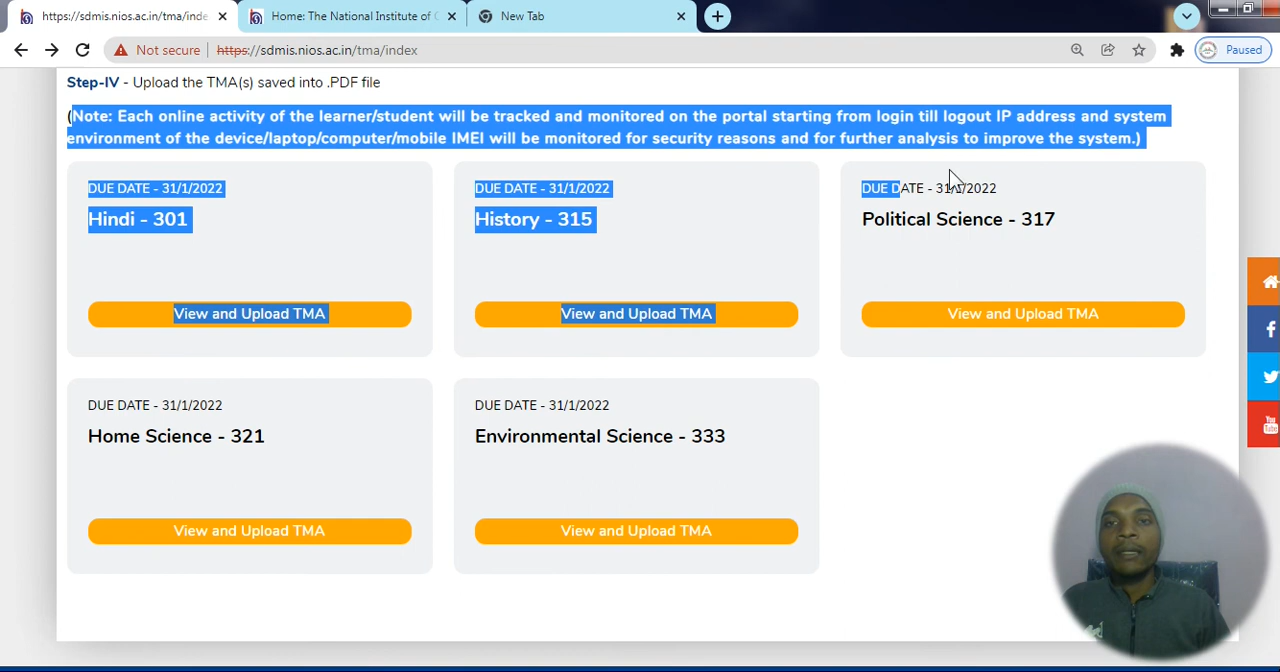 https://sdmis.nios.ac.in/tma/inde
Home: The National Institute of
New Tab
Not secure
https://sdmis.nios.ac.in/tma/index
Paused
Step-IV - Upload the TMA(s) saved into .PDF file
(Note: Each online activity of the learner/student will be tracked and monitored on the portal starting from login till logout IP address and system
environment of the device/laptop/computer/mobile IMEI will be monitored for security reasons and for further analysis to improve the system.)
DUE DATE - 31/1/2022
Hindi - 301
View and Upload TMA
DUE DATE - 31/1/2022
History - 315
View and Upload TMA
DUE DATE - 31/1/2022
Political Science - 317
View and Upload TMA
DUE DATE - 31/1/2022
Home Science - 321
View and Upload TMA
DUE DATE - 31/1/2022
Environmental Science - 333
View and Upload TMA
You
Tube